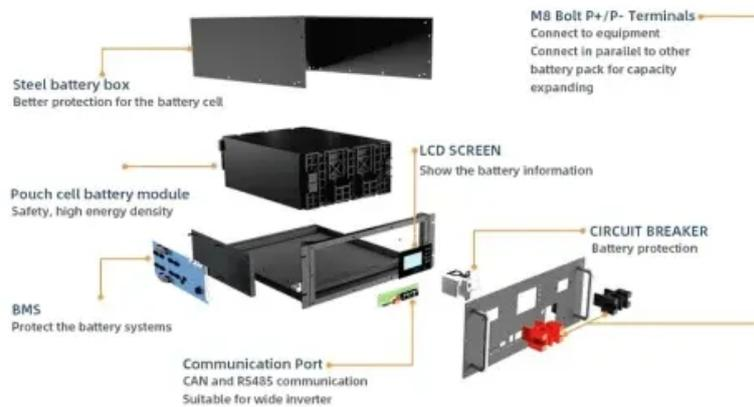 M8 Bolt P+/P- Terminals
Connect to equipment
Connect in parallel to other
battery pack for capacity
expanding
Steel battery box
Better protection for the battery cell
LCD SCREEN
Show the battery information
Pouch cell battery module
Safety, high energy density
CIRCUIT BREAKER
Battery protection
BMS
Protect the battery systems
Communication Port
CAN and RS485 communication
Suitable for wide inverter